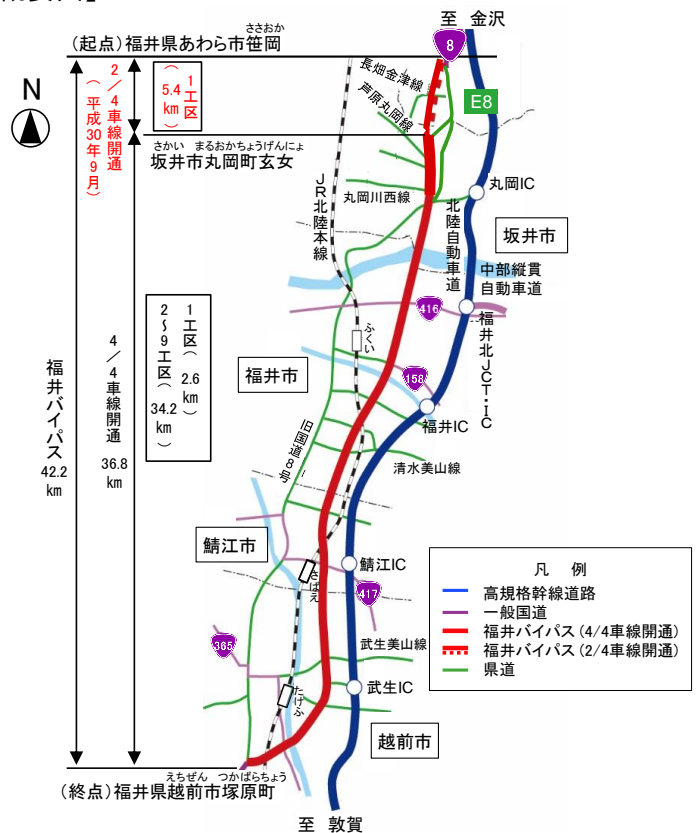 至 金沢
ささおか
(起点)福井県あわら市笹岡
8
N
2/4車線開通
(平成30年9月)
1工区
(5.4km)
長畑金津線
芦原丸岡線
E8
さかい まるおかちょうげんにょ
坂井市丸岡町玄女
JR北陸本線
丸岡川西線
丸岡IC
北陸自動車道
坂井市
中部縦貫
自動車道
416
福井北JCT・IC
ふくい
1工区(2.6km)
2~9工区(34.2km)
福井市
158
福井IC
4/4車線開通 36.8km
福井バイパス 42.2km
旧国道8号
清水美山線
鯖江市
鯖江IC
さばえ
417
365
武生美山線
武生IC
たけふ
越前市
凡 例
高規格幹線道路
一般国道
福井バイパス(4/4車線開通)
福井バイパス(2/4車線開通)
県道
えちぜん つかばらちょう
(終点)福井県越前市塚原町
至 敦賀